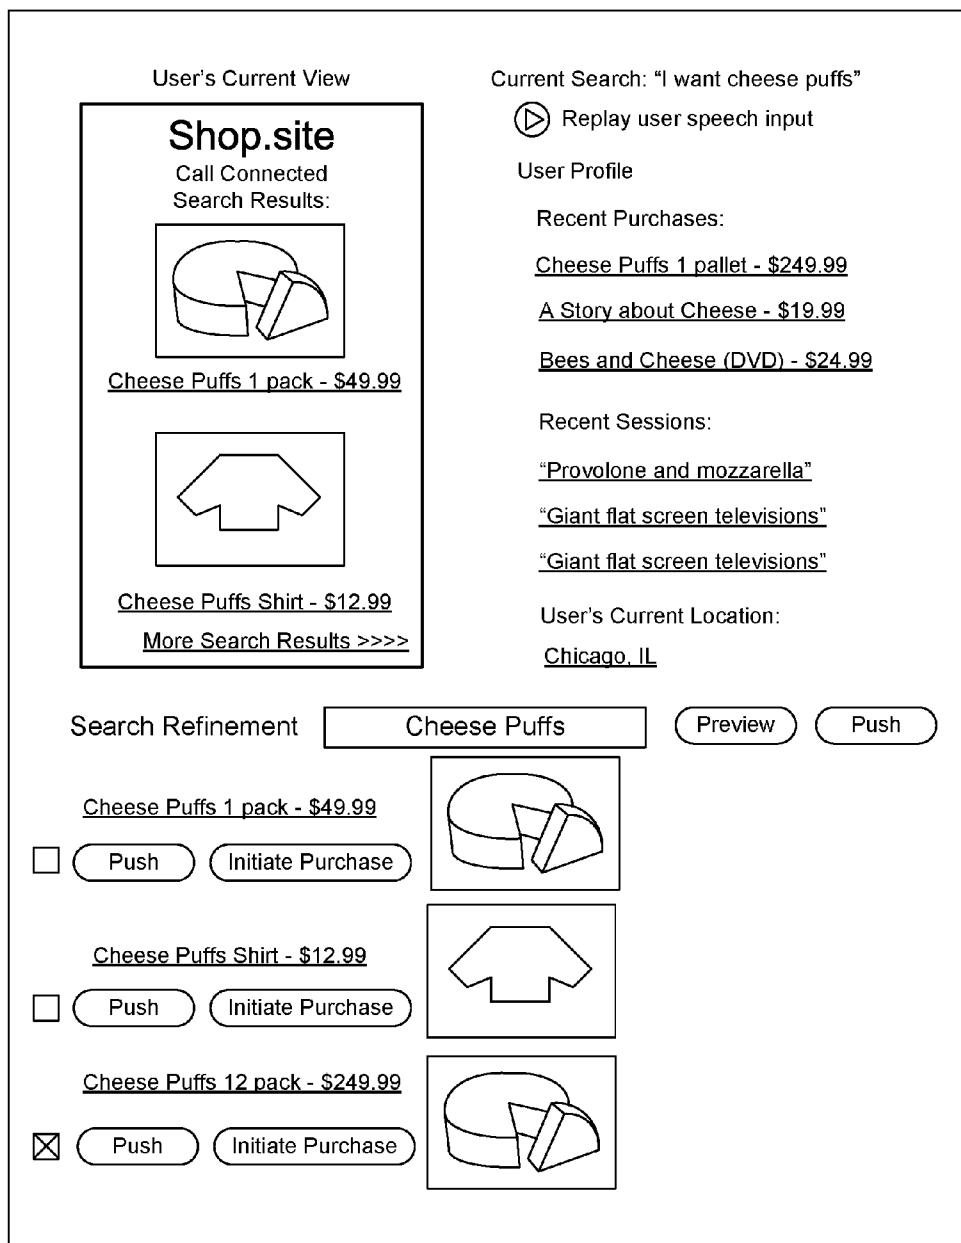 User's Current View
Shop.site
Call Connected
Search Results:
Cheese Puffs 1 pack - $49.99
Cheese Puffs Shirt - $12.99
More Search Results >>>>
Current Search: “I want cheese puffs”
Replay user speech input
User Profile
Recent Purchases:
Cheese Puffs 1 pallet - $249.99
A Story about Cheese - $19.99
Bees and Cheese (DVD) - $24.99
Recent Sessions:
“Provolone and mozzarella”
“Giant flat screen televisions”
“Giant flat screen televisions”
User's Current Location:
Chicago, IL
Search Refinement Cheese Puffs Preview Push
Cheese Puffs 1 pack - $49.99
Push Initiate Purchase
Cheese Puffs Shirt - $12.99
Push Initiate Purchase
Cheese Puffs 12 pack - $249.99
Push Initiate Purchase